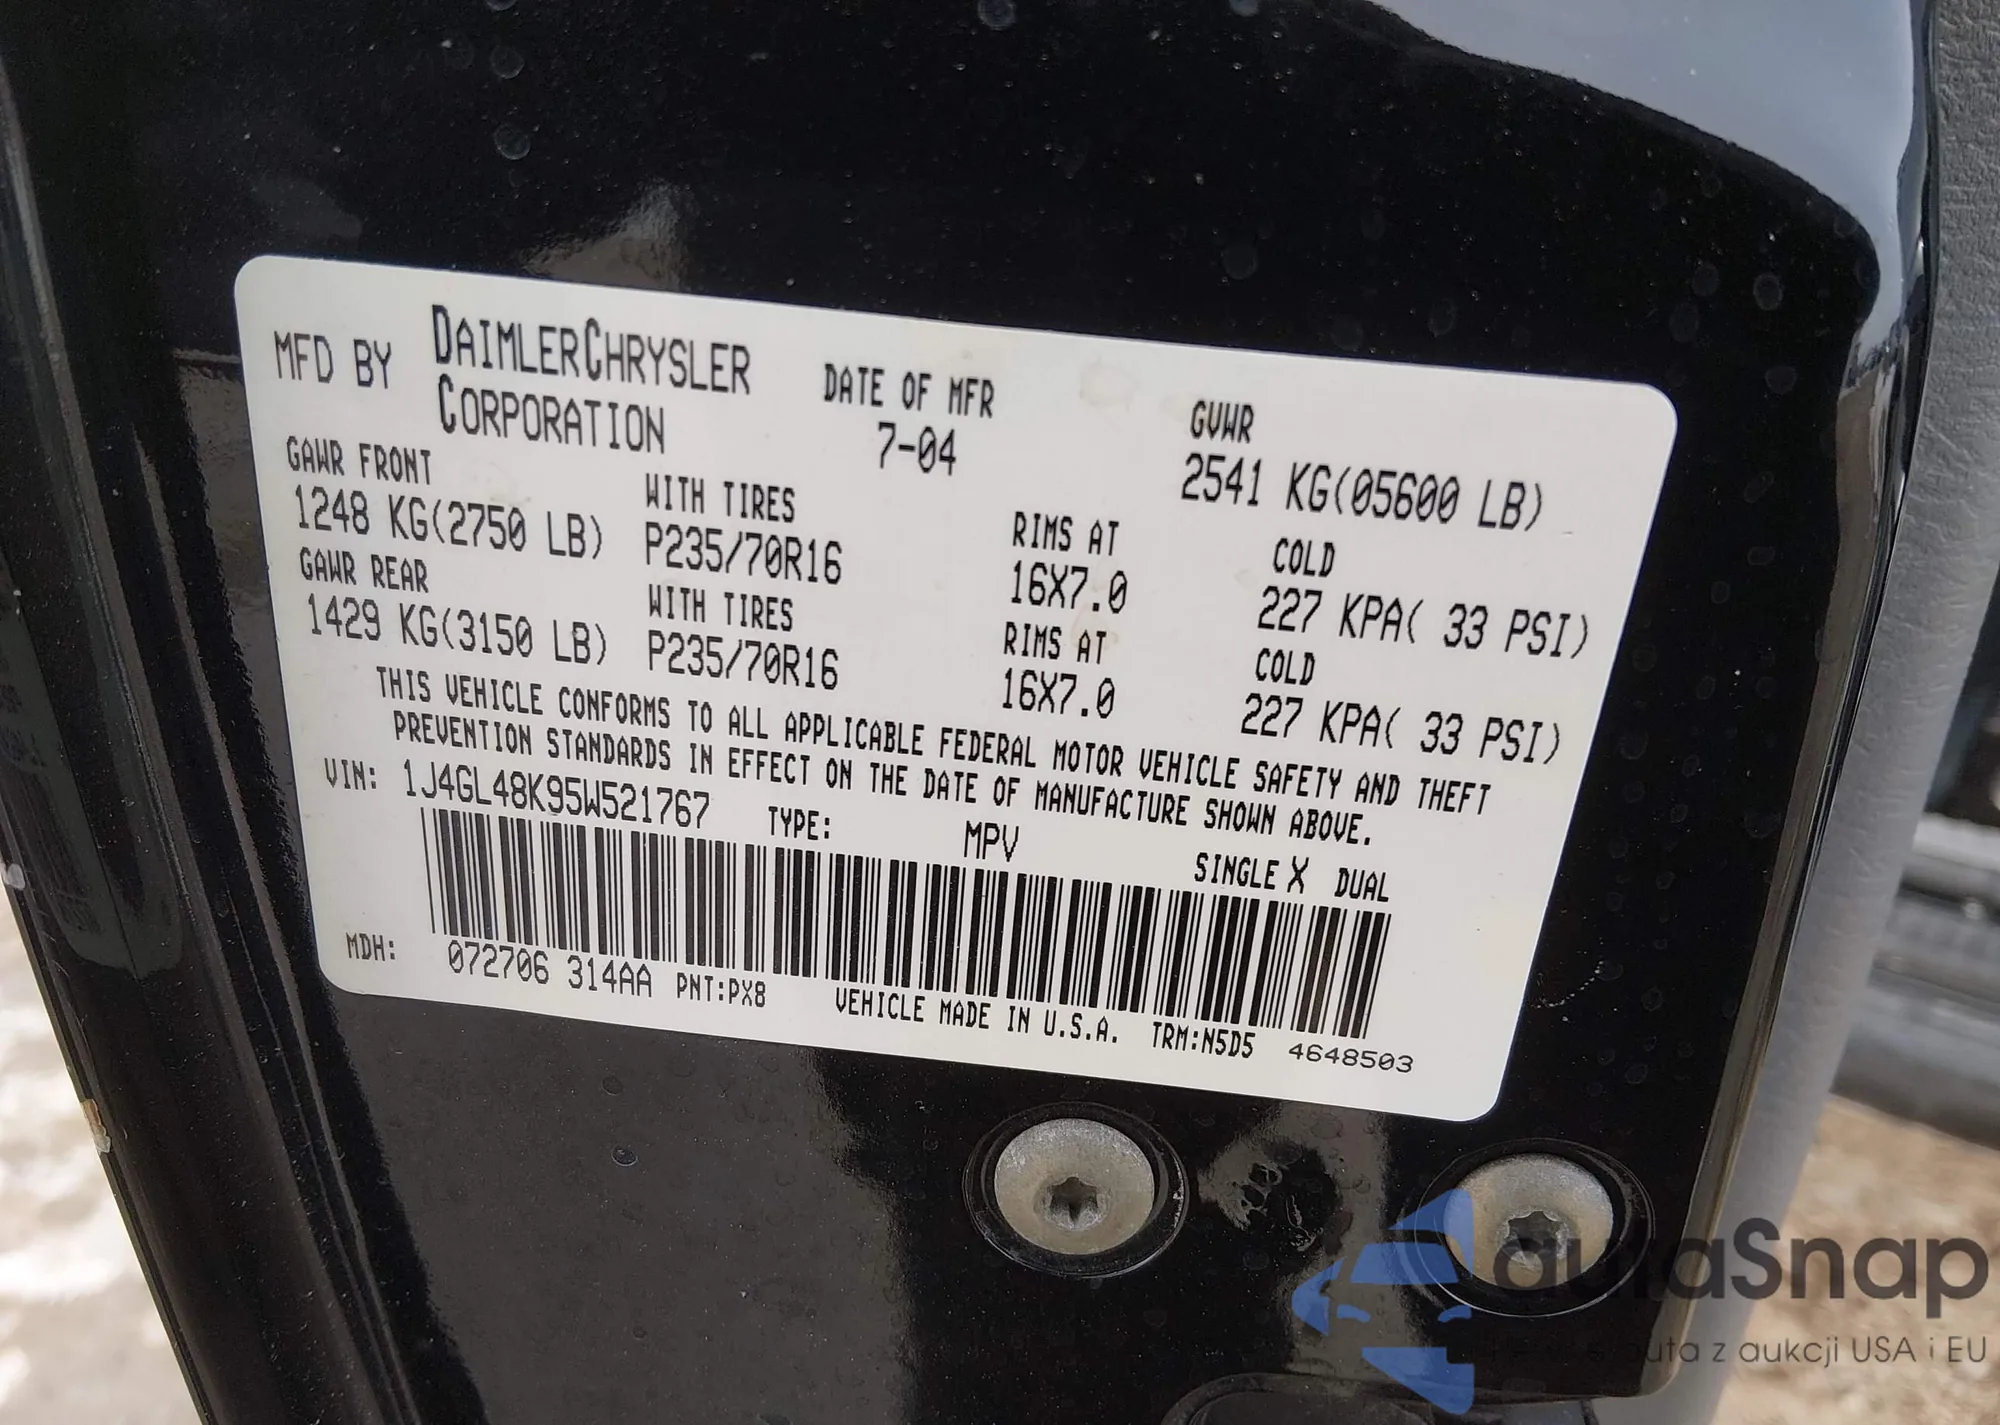 MFD BY DAIMLERCHRYSLER CORPORATION DATE OF MFR 7-04 GVWR 2541 KG(05600 LB)
GAWR FRONT WITH TIRES RIMS AT COLD
1248 KG(2750 LB) P235/70R16 16X7.0 227 KPA( 33 PSI)
GAWR REAR WITH TIRES RIMS AT COLD
1429 KG(3150 LB) P235/70R16 16X7.0 227 KPA( 33 PSI)
THIS VEHICLE CONFORMS TO ALL APPLICABLE FEDERAL MOTOR VEHICLE SAFETY AND THEFT
PREVENTION STANDARDS IN EFFECT ON THE DATE OF MANUFACTURE SHOWN ABOVE.
VIN: 1J4GL48K95W521767 TYPE: MPV SINGLE X DUAL
MDH: 072706 314AA PNT:PX8 VEHICLE MADE IN U.S.A. TRM:N5D5 4648503
autaSnap
auta z aukcji USA i EU